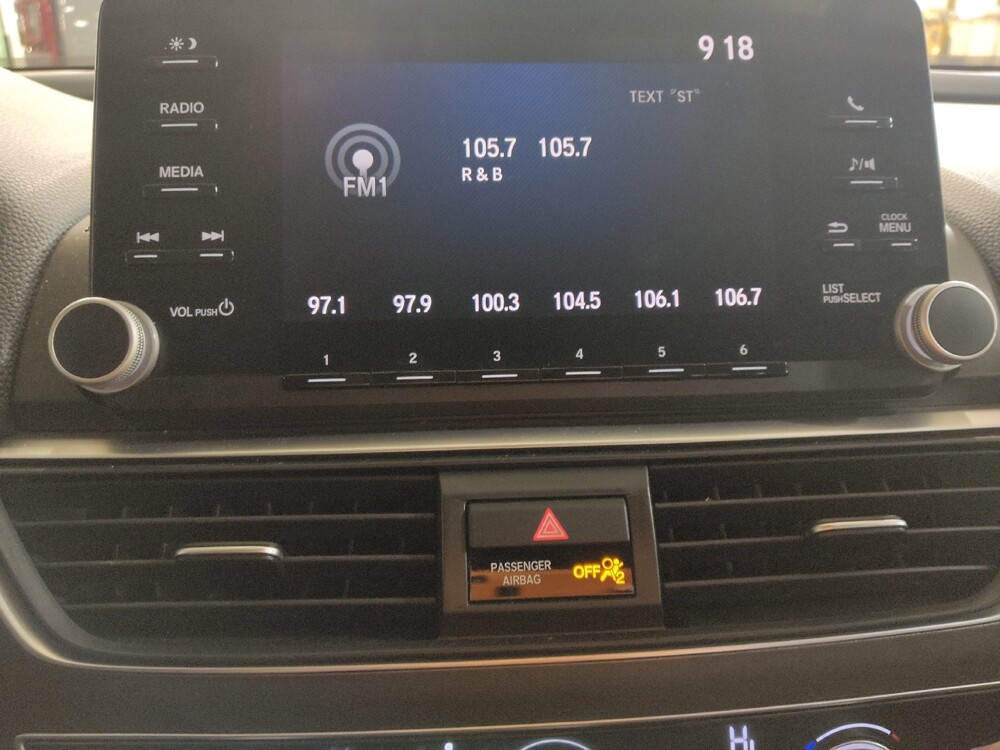 9 18
RADIO
TEXT "ST"
105.7 105.7
FM1
R & B
MEDIA
CLOCK
MENU
VOL PUSH
97.1 97.9 100.3 104.5 106.1 106.7
LIST
PUSH SELECT
1 2 3 4 5 6
PASSENGER
AIRBAG
OFF 2
Hi